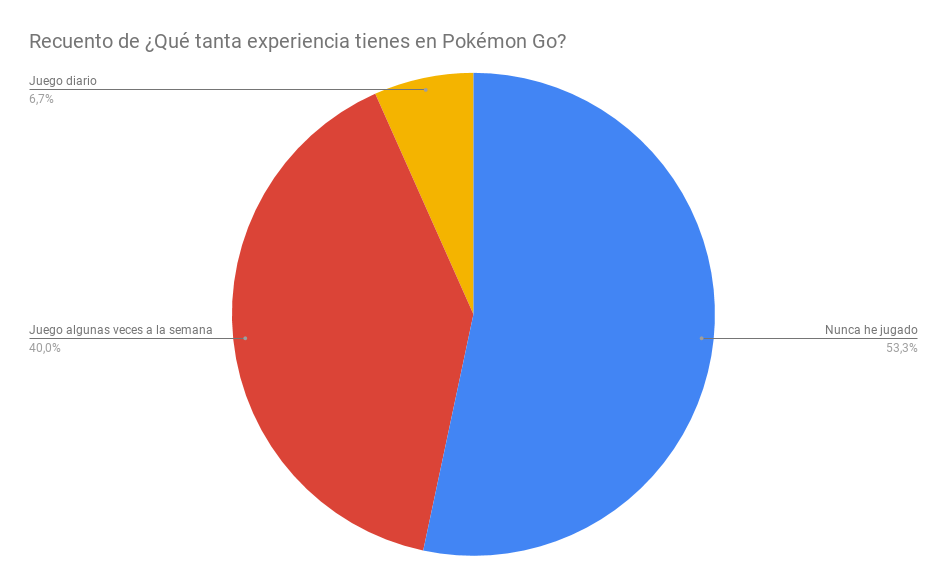 Recuento de ¿Qué tanta experiencia tienes en Pokémon Go?
Juego diario
6,7%
Juego algunas veces a la semana
40,0%
Nunca he jugado
53,3%